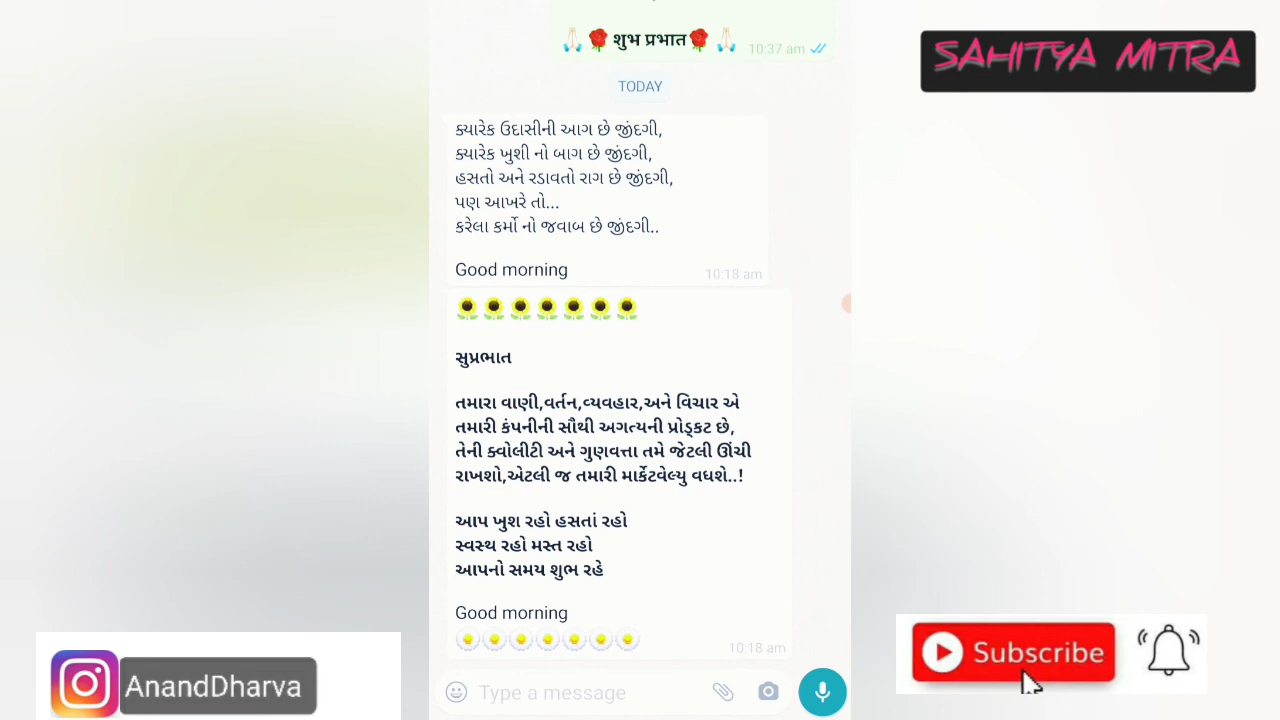 શુભ પ્રભાત
10:37 am
SAHITYA MITRA
TODAY
ક્યારેક ઉદાસીની આગ છે જીંદગી,
ક્યારેક ખુશી નો બાગ છે જીંદગી,
હસતો અને રડાવતો રાગ છે જીંદગી,
પણ આખરે તો...
કરેલા કર્મો નો જવાબ છે જીંદગી..
Good morning
10:18 am
સુપ્રભાત
તમારા વાણી,વર્તન,વ્યવહાર,અને વિચાર એ
તમારી કંપનીની સૌથી અગત્યની પ્રોડ્કટ છે,
તેની ક્વોલીટી અને ગુણવત્તા તમે જેટલી ઊંચી
રાખશો,એટલી જ તમારી માર્કેટવેલ્યુ વધશે..!
આપ ખુશ રહો હસતાં રહો
સ્વસ્થ રહો મસ્ત રહો
આપનો સમય શુભ રહે
Good morning
10:18 am
Type a message
AnandDharva
Subscribe